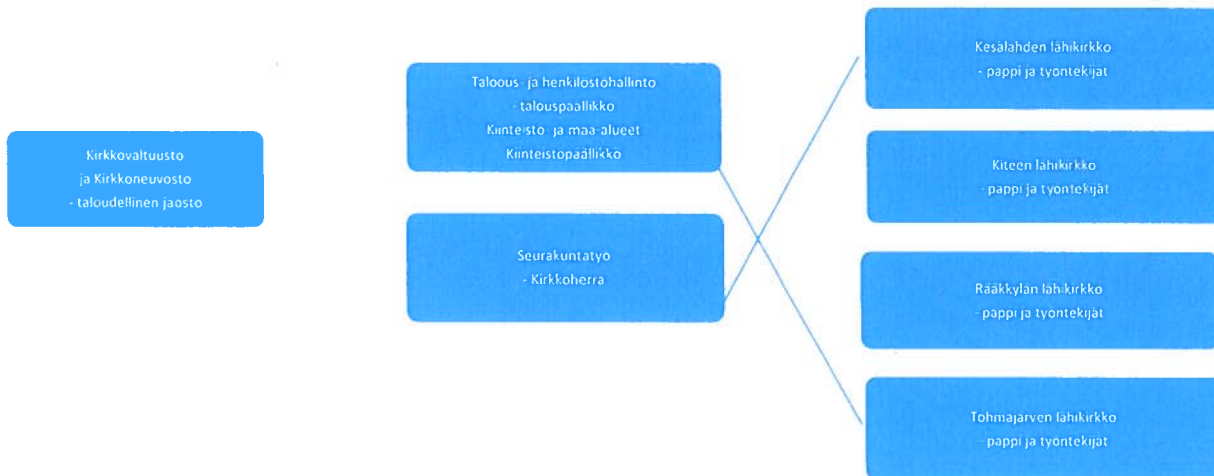 Kirkkovaltuusto
ja Kirkkoneuvosto
- taloudellinen jaosto
Taloous- ja henkilöstöhallinto
- talouspäällikkö
Kiinteistö- ja maa-alueet
Kiinteistöpäällikkö
Seurakuntatyö
- Kirkkoherra
Kesälahden lähikirkko
- pappi ja työntekijät
Kiteen lähikirkko
- pappi ja työntekijät
Rääkkylän lähikirkko
- pappi ja työntekijät
Tohmajärven lähikirkko
- pappi ja työntekijät